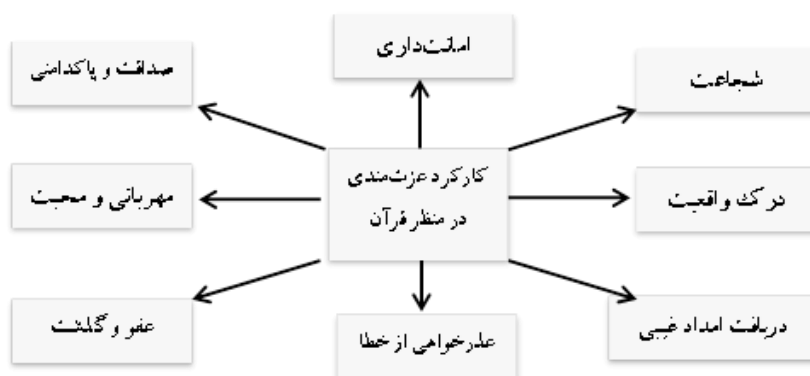 امانت‌داری
شجاعت
صداقت و پاکدامنی
کارکرد عزت‌مندی
در منظر قرآن
درک واقعیت
مهربانی و محبت
دریافت امداد غیبی
عذرخواهی از خطا
عفو و گذشت